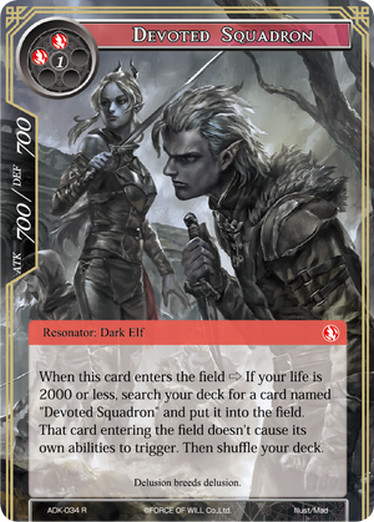 DEVOTED SQUADRON
1
ATK 700 / DEF 700
Resonator: Dark Elf
When this card enters the field ⇨ If your life is
2000 or less, search your deck for a card named
"Devoted Squadron" and put it into the field.
That card entering the field doesn't cause its
own abilities to trigger. Then shuffle your deck.
Delusion breeds delusion.
ADK-034 R ©FORCE OF WILL Co.,Ltd. Illust/Mad